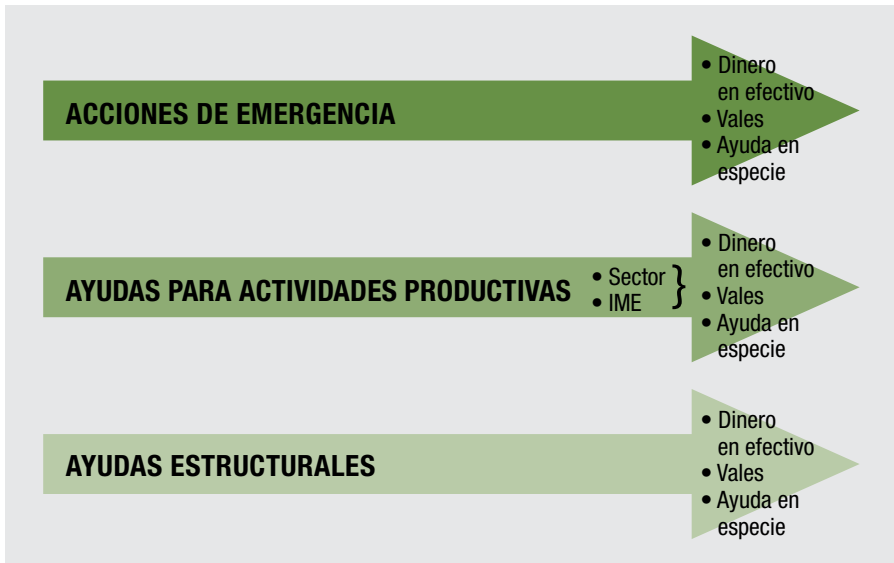 ACCIONES DE EMERGENCIA
• Dinero
en efectivo
• Vales
• Ayuda en
especie
AYUDAS PARA ACTIVIDADES PRODUCTIVAS
• Sector
• IME
}
• Dinero
en efectivo
• Vales
• Ayuda en
especie
AYUDAS ESTRUCTURALES
• Dinero
en efectivo
• Vales
• Ayuda en
especie